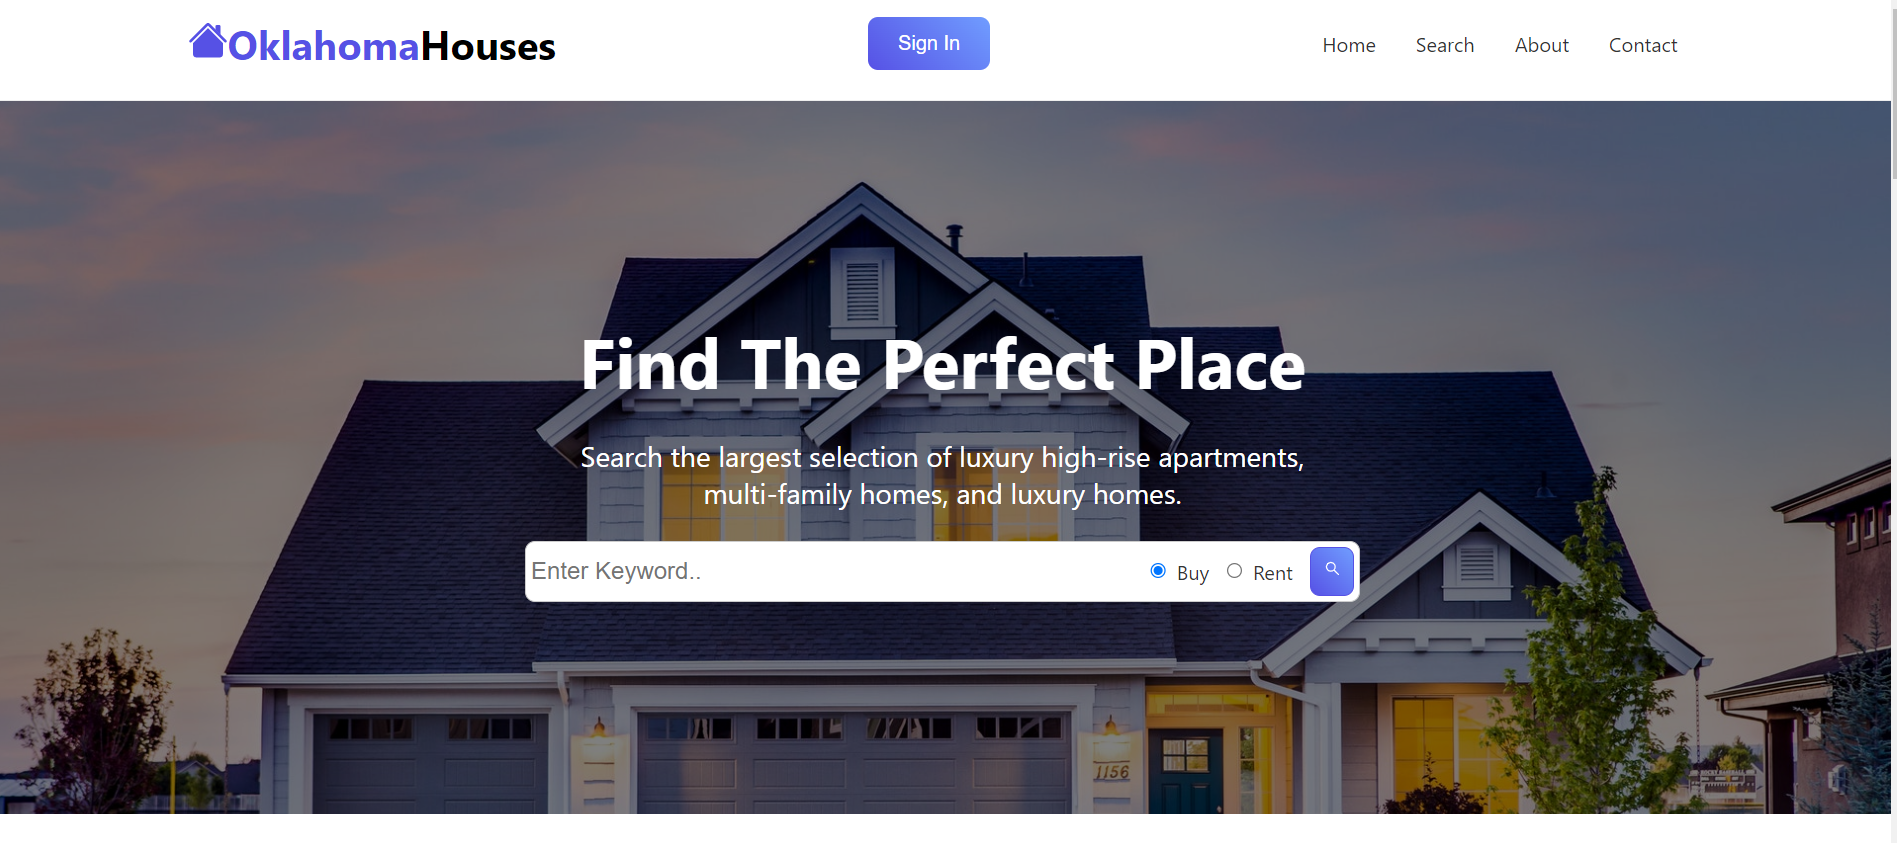 OklahomaHouses
Sign In
Home Search About Contact
Find The Perfect Place
Search the largest selection of luxury high-rise apartments,
multi-family homes, and luxury homes.
Enter Keyword..
Buy Rent
1156